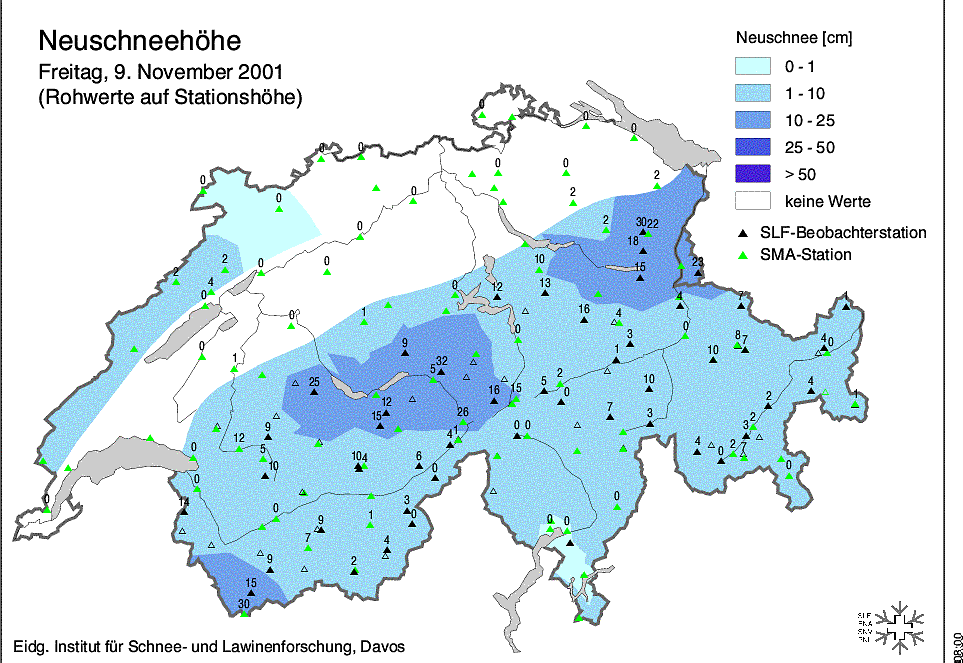 Neuschneehöhe
Freitag, 9. November 2001
(Rohwerte auf Stationshöhe)
Neuschnee [cm]
0 - 1
1 - 10
10 - 25
25 - 50
> 50
keine Werte
SLF-Beobachterstation
SMA-Station
0
0
0
0 0
0 0 0
0 0 2 2
0 2 30 22
18
2 2 0 0 10 15 23
4 0 12 13
0 0 1 16 4 4 7 1
0 0 3 8 7 4 0
0 1 9 32 5 1 10
25 5 2 10 4 1
12 16 15 0 2
15 26 7 3 3 2
0 12 9 4 1 0 0 4 0 2 7
5 10 10 4 6 0 0
0 14 0 3 0 0
9 1 0 0
7 4
9 2
15
30
SLF
Eidg. Institut für Schnee- und Lawinenforschung, Davos
08:00